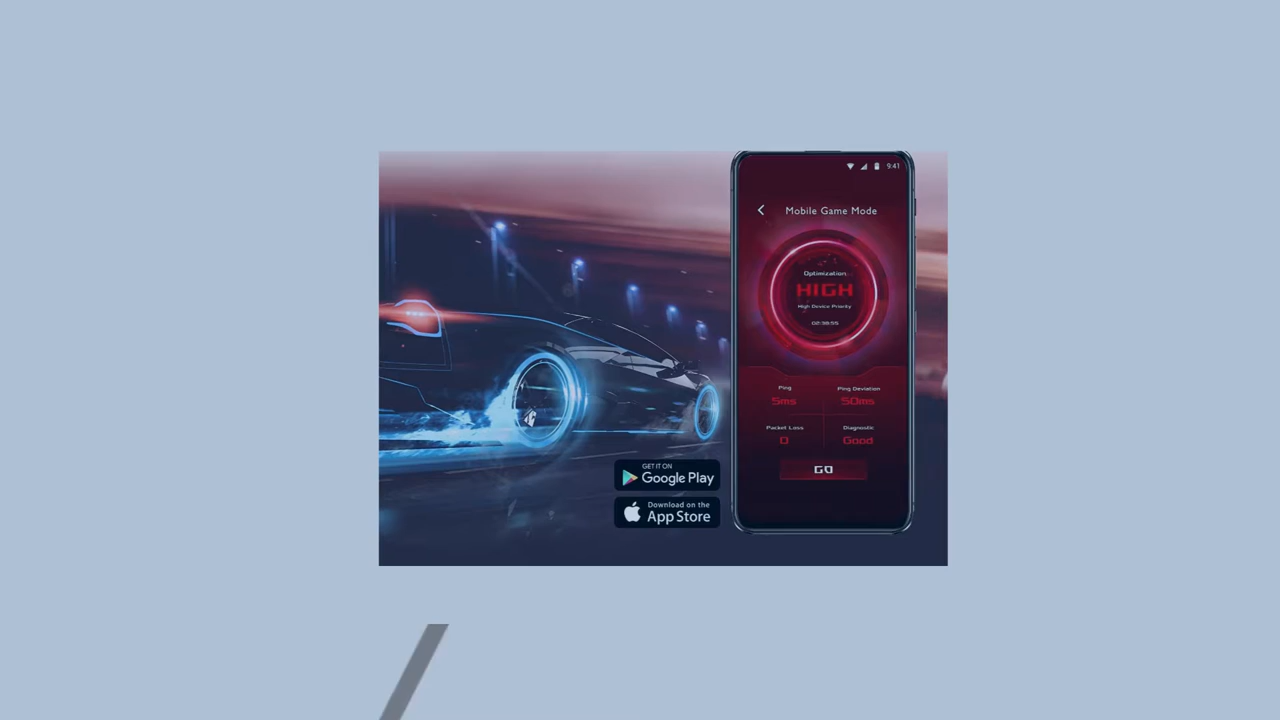 9:41
Mobile Game Mode
Optimization
HIGH
High Device Priority
02:38:55
Ping
Ping Deviation
5ms
50ms
Packet Loss
Diagnostic
0
Good
GO
GET IT ON
Google Play
Download on the
App Store